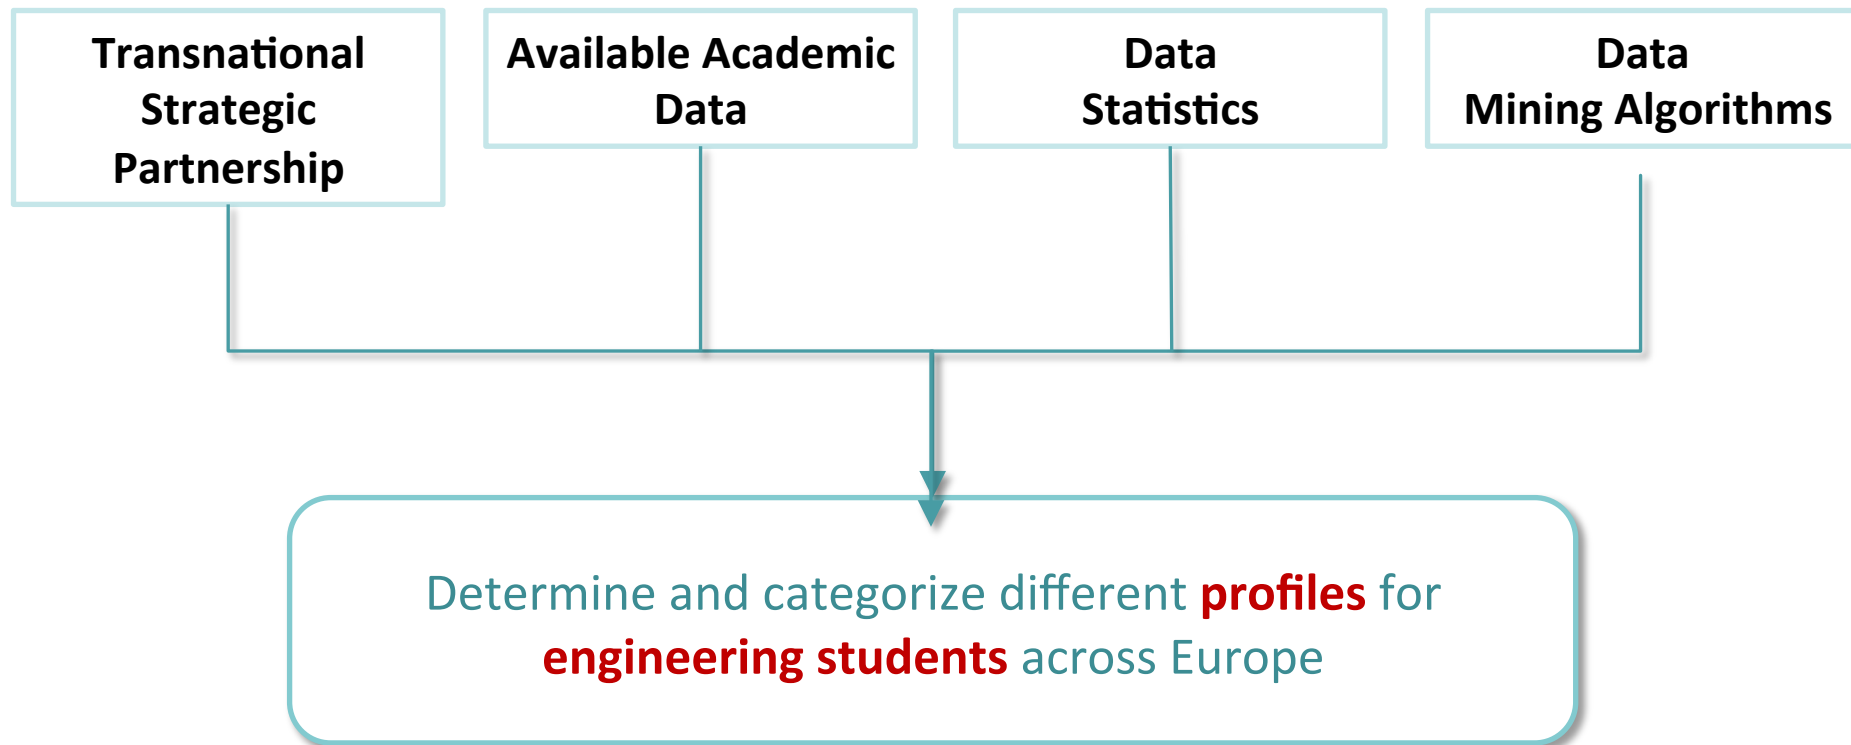 Transnational
Strategic
Partnership
Available Academic
Data
Data
Statistics
Data
Mining Algorithms
Determine and categorize different profiles for
engineering students across Europe